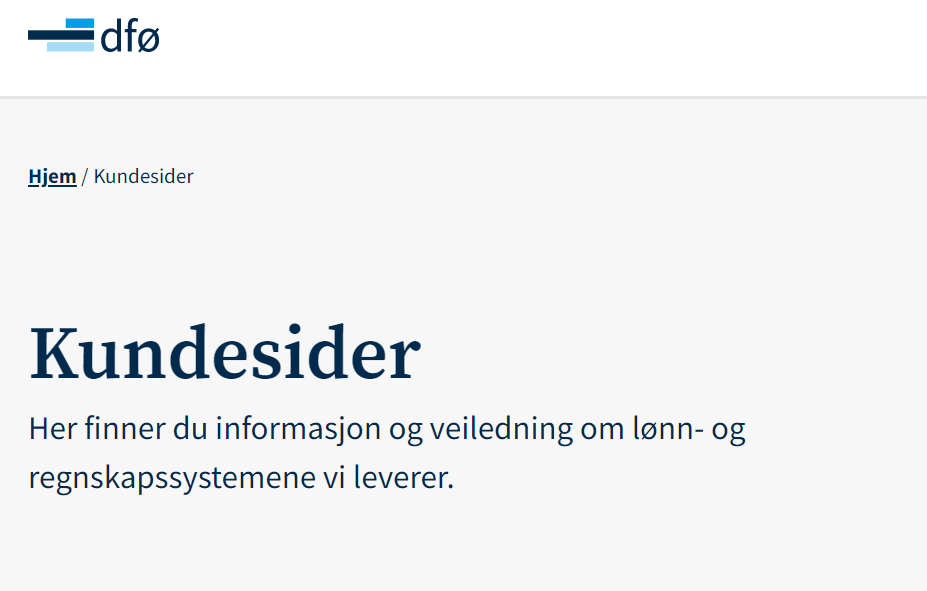 dfø
Hjem / Kundesider
Kundesider
Her finner du informasjon og veiledning om lønn- og
regnskapssystemene vi leverer.